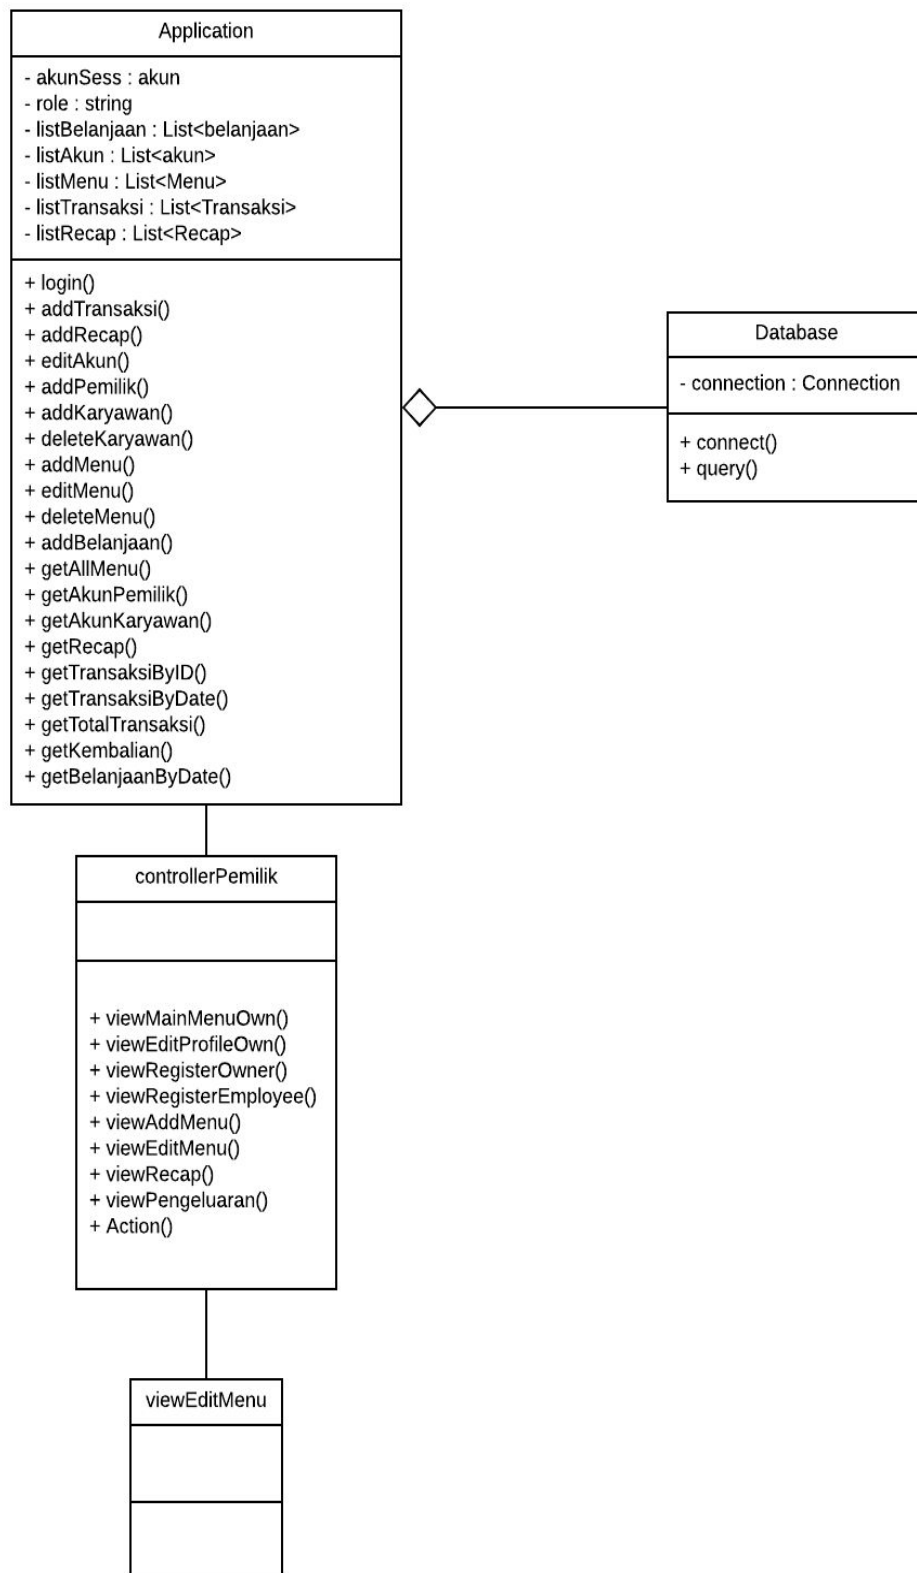 Application
- akunSess : akun
- role : string
- listBelanjaan : List<belanjaan>
- listAkun : List<akun>
- listMenu : List<Menu>
- listTransaksi : List<Transaksi>
- listRecap : List<Recap>
+ login()
+ addTransaksi()
+ addRecap()
+ editAkun()
+ addPemilik()
+ addKaryawan()
+ deleteKaryawan()
+ addMenu()
+ editMenu()
+ deleteMenu()
+ addBelanjaan()
+ getAllMenu()
+ getAkunPemilik()
+ getAkunKaryawan()
+ getRecap()
+ getTransaksiByID()
+ getTransaksiByDate()
+ getTotalTransaksi()
+ getKembalian()
+ getBelanjaanByDate()
Database
- connection : Connection
+ connect()
+ query()
controllerPemilik
+ viewMainMenuOwn()
+ viewEditProfileOwn()
+ viewRegisterOwner()
+ viewRegisterEmployee()
+ viewAddMenu()
+ viewEditMenu()
+ viewRecap()
+ viewPengeluaran()
+ Action()
viewEditMenu